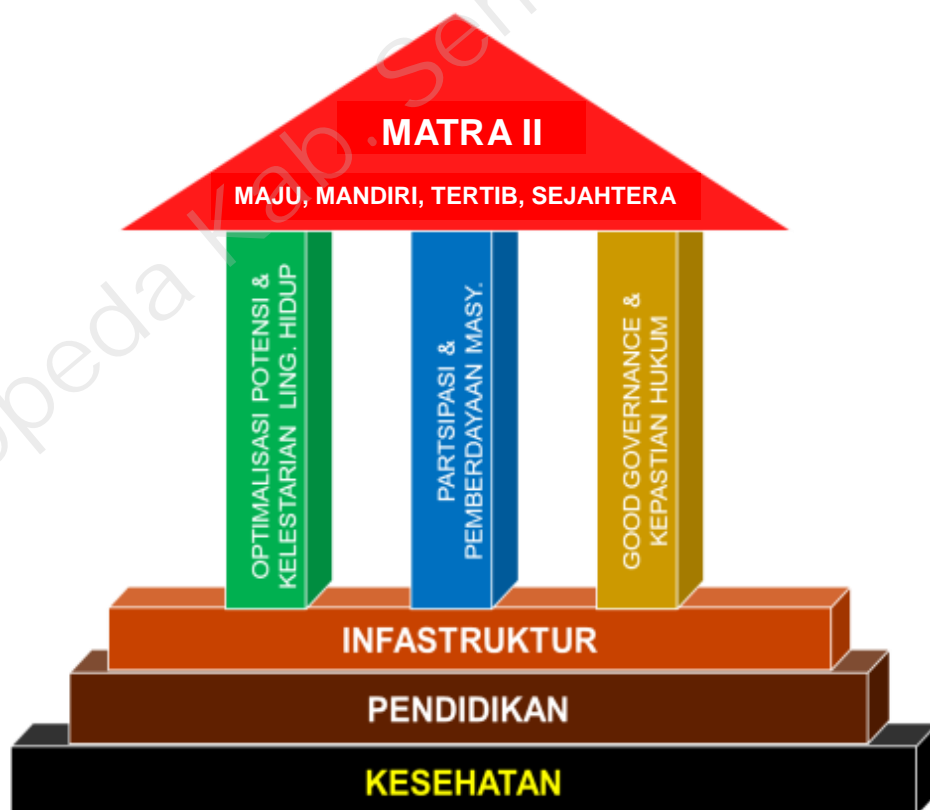 MATRA II
MAJU, MANDIRI, TERTIB, SEJAHTERA
OPTIMALISASI POTENSI &
KELESTARIAN LING. HIDUP
PARTSIPASI &
PEMBERDAYAAN MASY.
GOOD GOVERNANCE &
KEPASTIAN HUKUM
INFASTRUKTUR
PENDIDIKAN
KESEHATAN